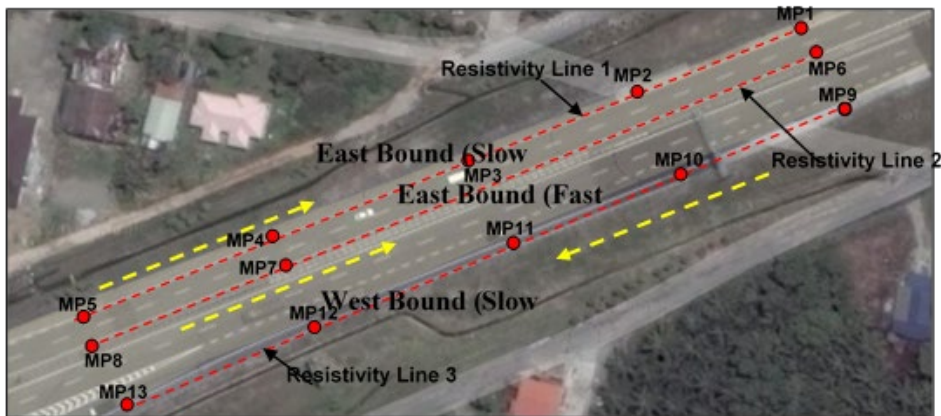 MP1
MP6
Resistivity Line 1
MP2
MP9
East Bound (Slow
MP3
MP10
Resistivity Line 2
East Bound (Fast
MP11
MP4
MP7
MP5
West Bound (Slow
MP12
MP8
Resistivity Line 3
MP13